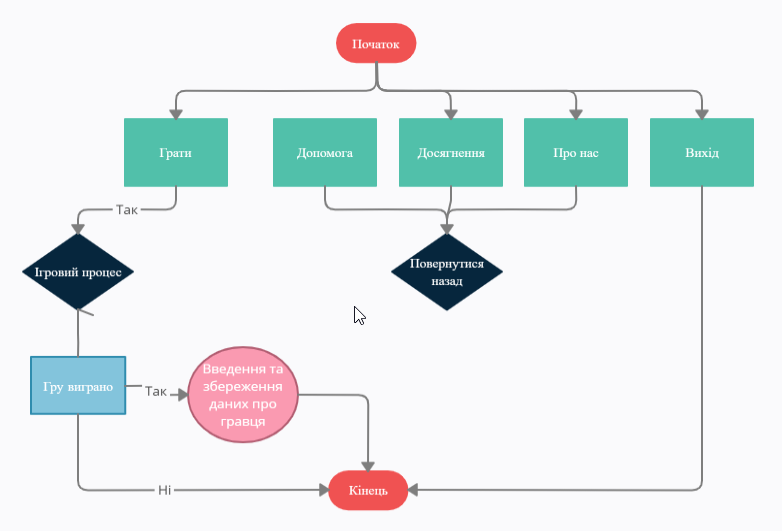 Початок
Грати
Допомога
Досягнення
Про нас
Вихід
Так
Ігровий процес
Повернутися
назад
Гру виграно
Так
Введення та
збереження
даних про
гравця
Ні
Кінець